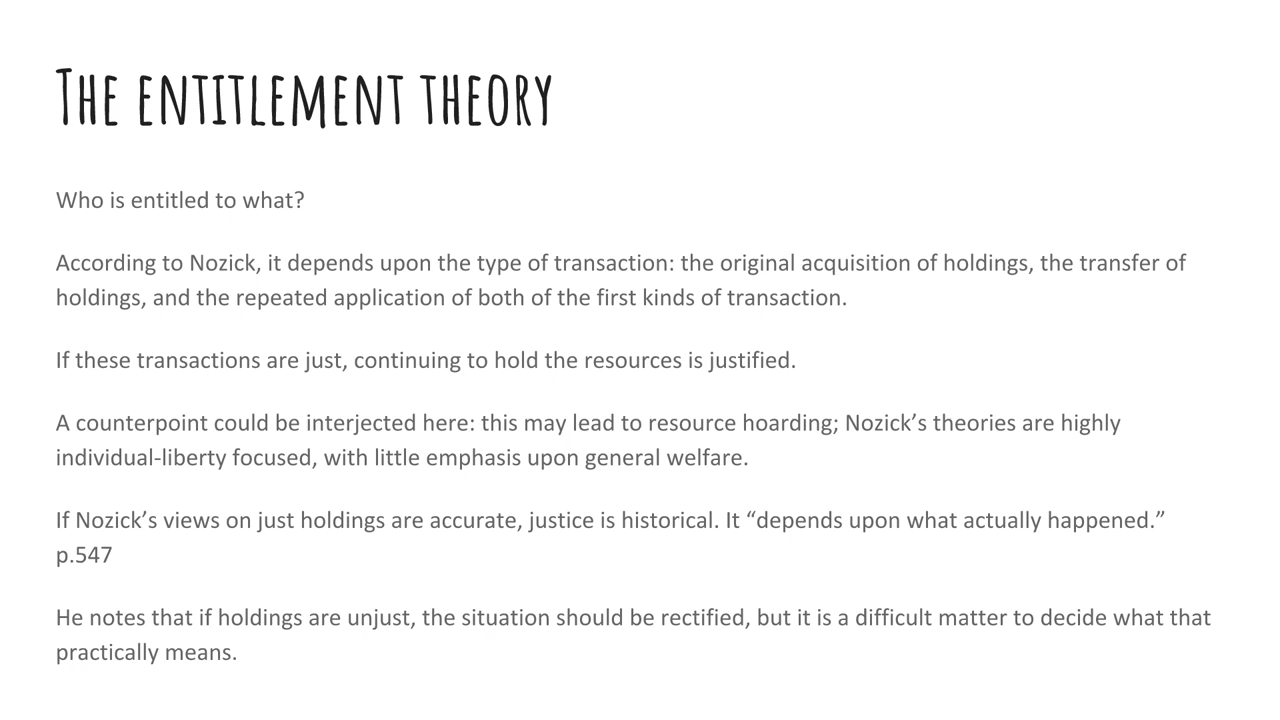 The entitlement theory
Who is entitled to what?
According to Nozick, it depends upon the type of transaction: the original acquisition of holdings, the transfer of
holdings, and the repeated application of both of the first kinds of transaction.
If these transactions are just, continuing to hold the resources is justified.
A counterpoint could be interjected here: this may lead to resource hoarding; Nozick’s theories are highly
individual-liberty focused, with little emphasis upon general welfare.
If Nozick’s views on just holdings are accurate, justice is historical. It “depends upon what actually happened.”
p.547
He notes that if holdings are unjust, the situation should be rectified, but it is a difficult matter to decide what that
practically means.